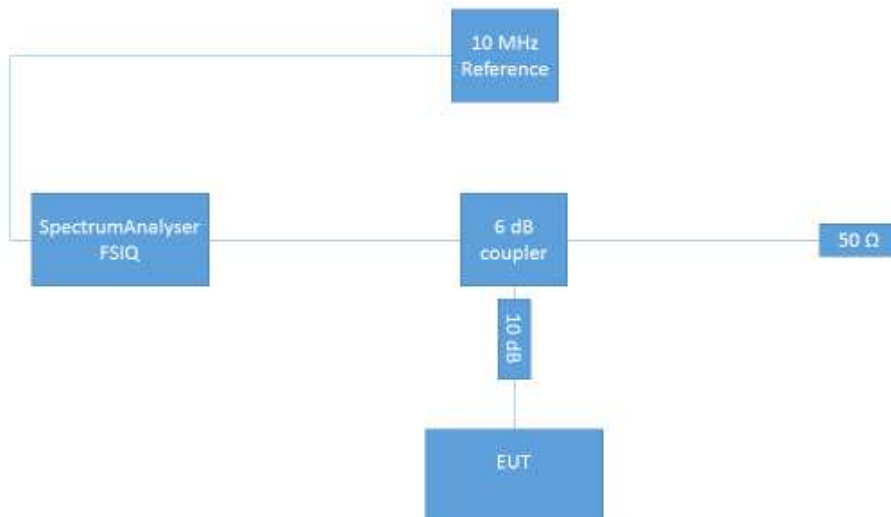 10 MHz
Reference
SpectrumAnalyser
FSIQ
6 dB
coupler
50 Ω
10 dB
EUT